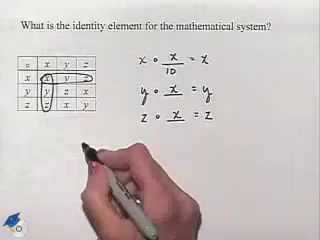 What is the identity element for the mathematical system?
¤ x y z
x x y z
y y z x
z z x y
x ∘ x = x
ID
y ∘ x = y
z ∘ x = z